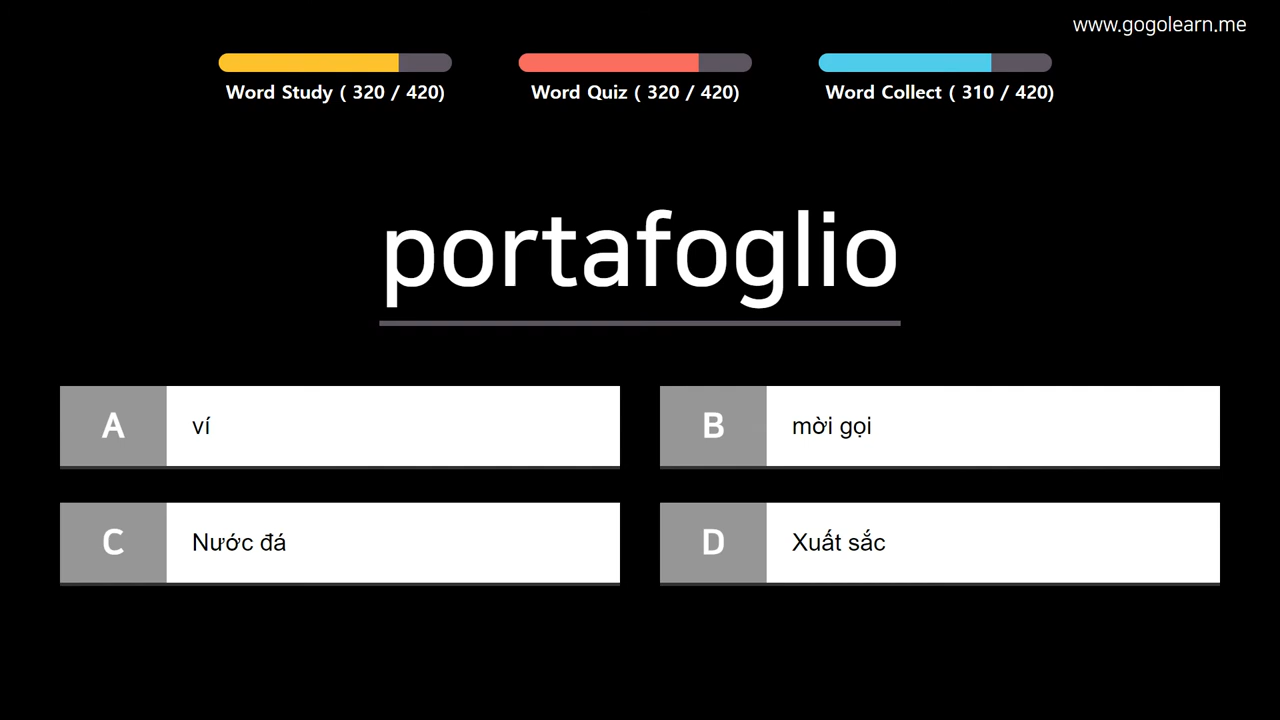 www.gogolearn.me
Word Study ( 320 / 420)
Word Quiz ( 320 / 420)
Word Collect ( 310 / 420)
portafoglio
A ví
B mời gọi
C Nước đá
D Xuất sắc